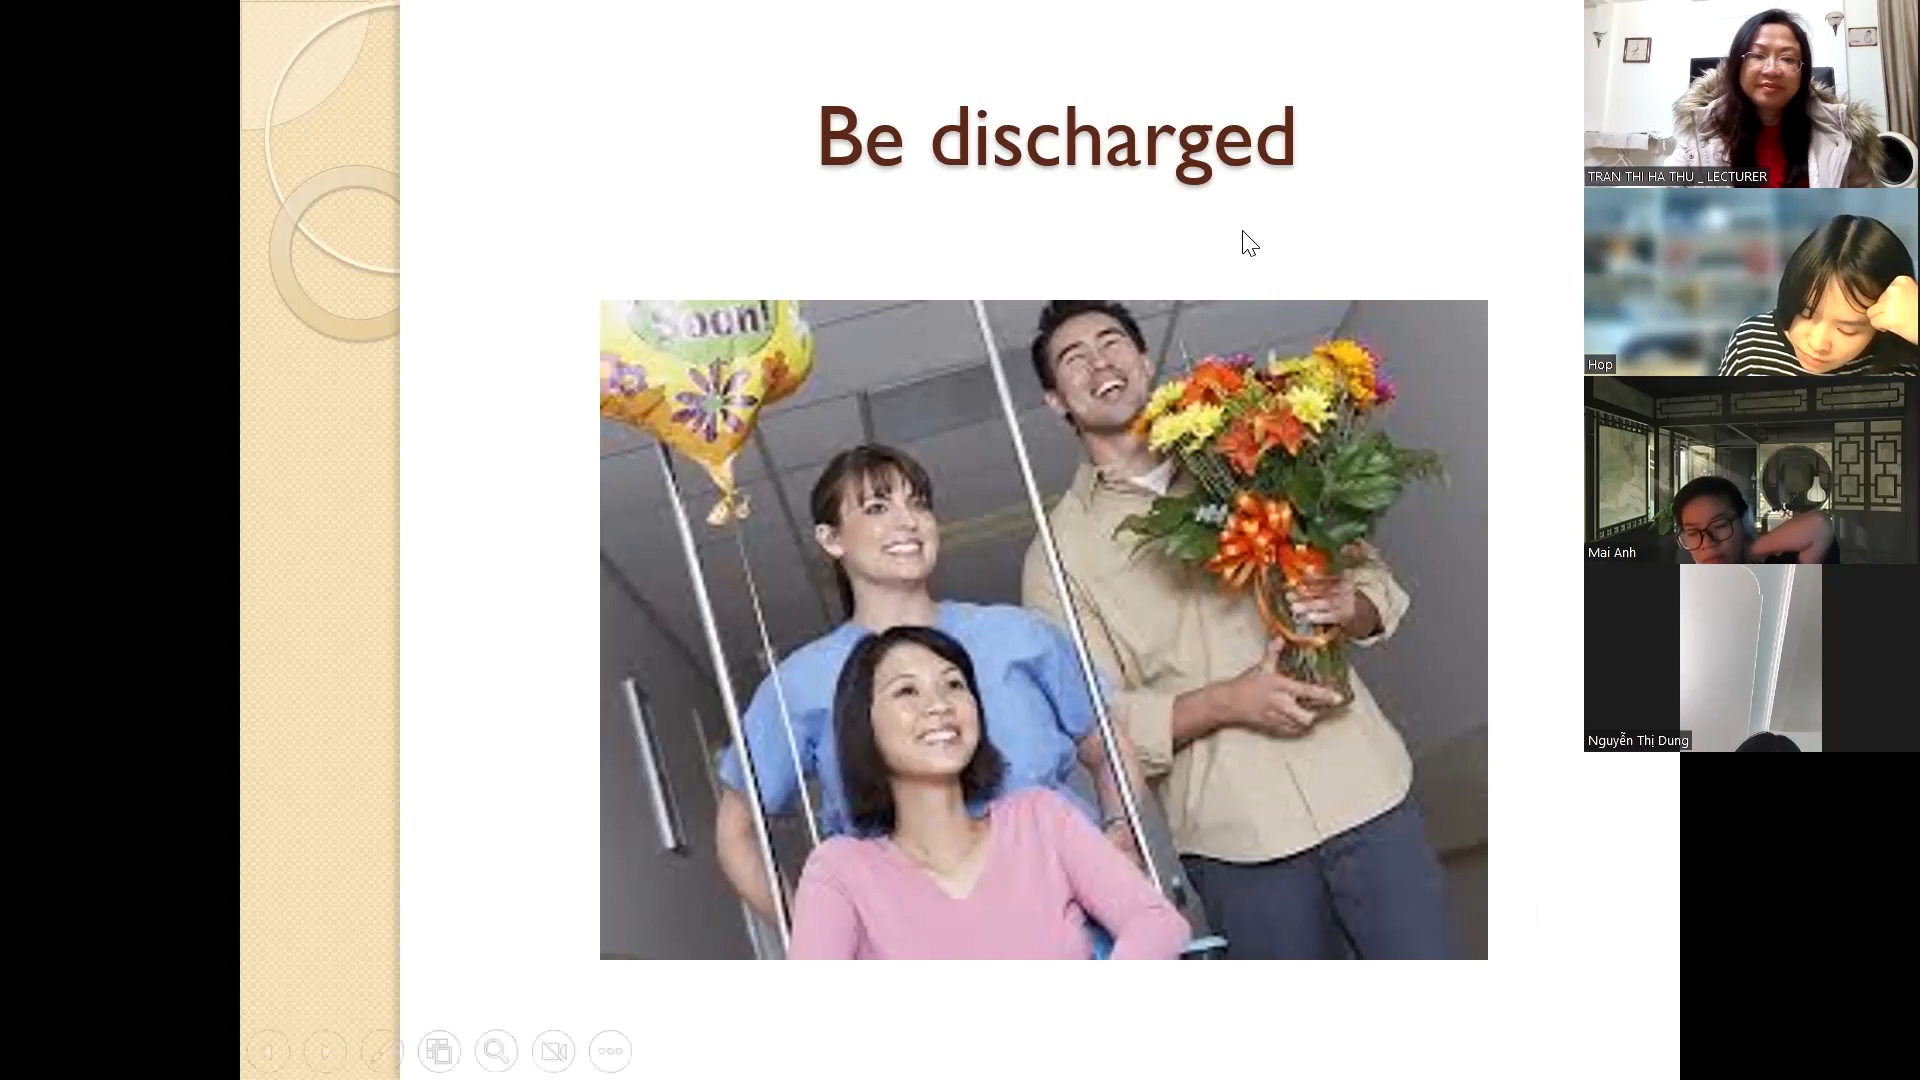 Be discharged
Soon!
TRAN THI HA THU _ LECTURER
Hop
Mai Anh
Nguyễn Thị Dung